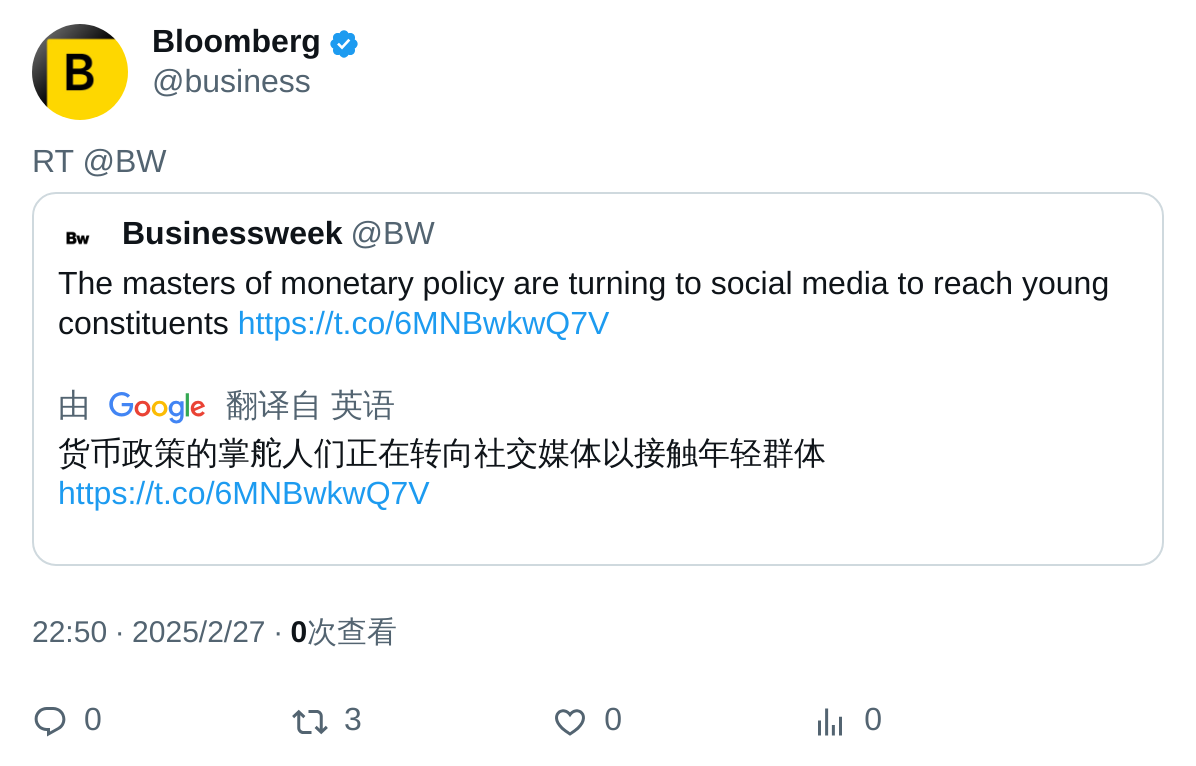 B
Bloomberg
@business
RT @BW
Bw
Businessweek @BW
The masters of monetary policy are turning to social media to reach young
constituents https://t.co/6MNBwkwQ7V
由 Google 翻译自 英语
货币政策的掌舵人们正在转向社交媒体以接触年轻群体
https://t.co/6MNBwkwQ7V
22:50 · 2025/2/27 · 0次查看
0 3 0 0